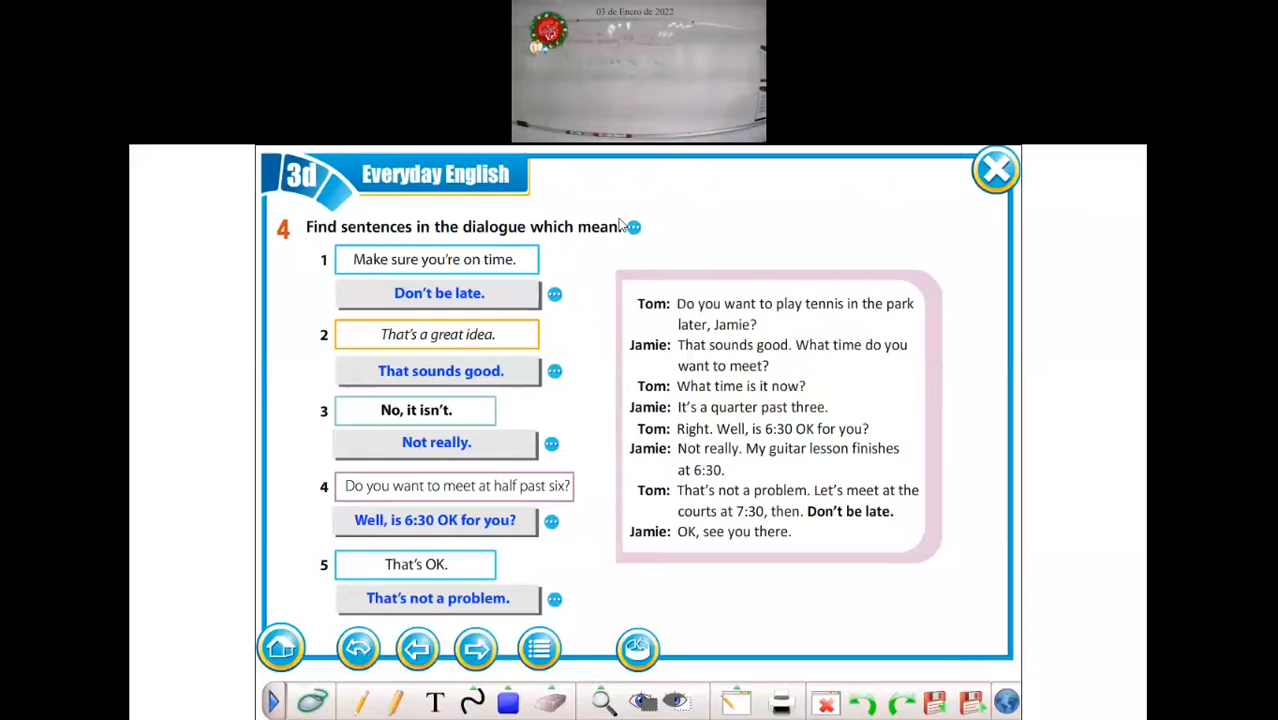 03 de Enero de 2022
3d Everyday English
4 Find sentences in the dialogue which mean:
1 Make sure you're on time.
Don't be late.
2 That's a great idea.
That sounds good.
3 No, it isn't.
Not really.
4 Do you want to meet at half past six?
Well, is 6:30 OK for you?
5 That's OK.
That's not a problem.
Tom: Do you want to play tennis in the park
later, Jamie?
Jamie: That sounds good. What time do you
want to meet?
Tom: What time is it now?
Jamie: It's a quarter past three.
Tom: Right. Well, is 6:30 OK for you?
Jamie: Not really. My guitar lesson finishes
at 6:30.
Tom: That's not a problem. Let's meet at the
courts at 7:30, then. Don't be late.
Jamie: OK, see you there.
T